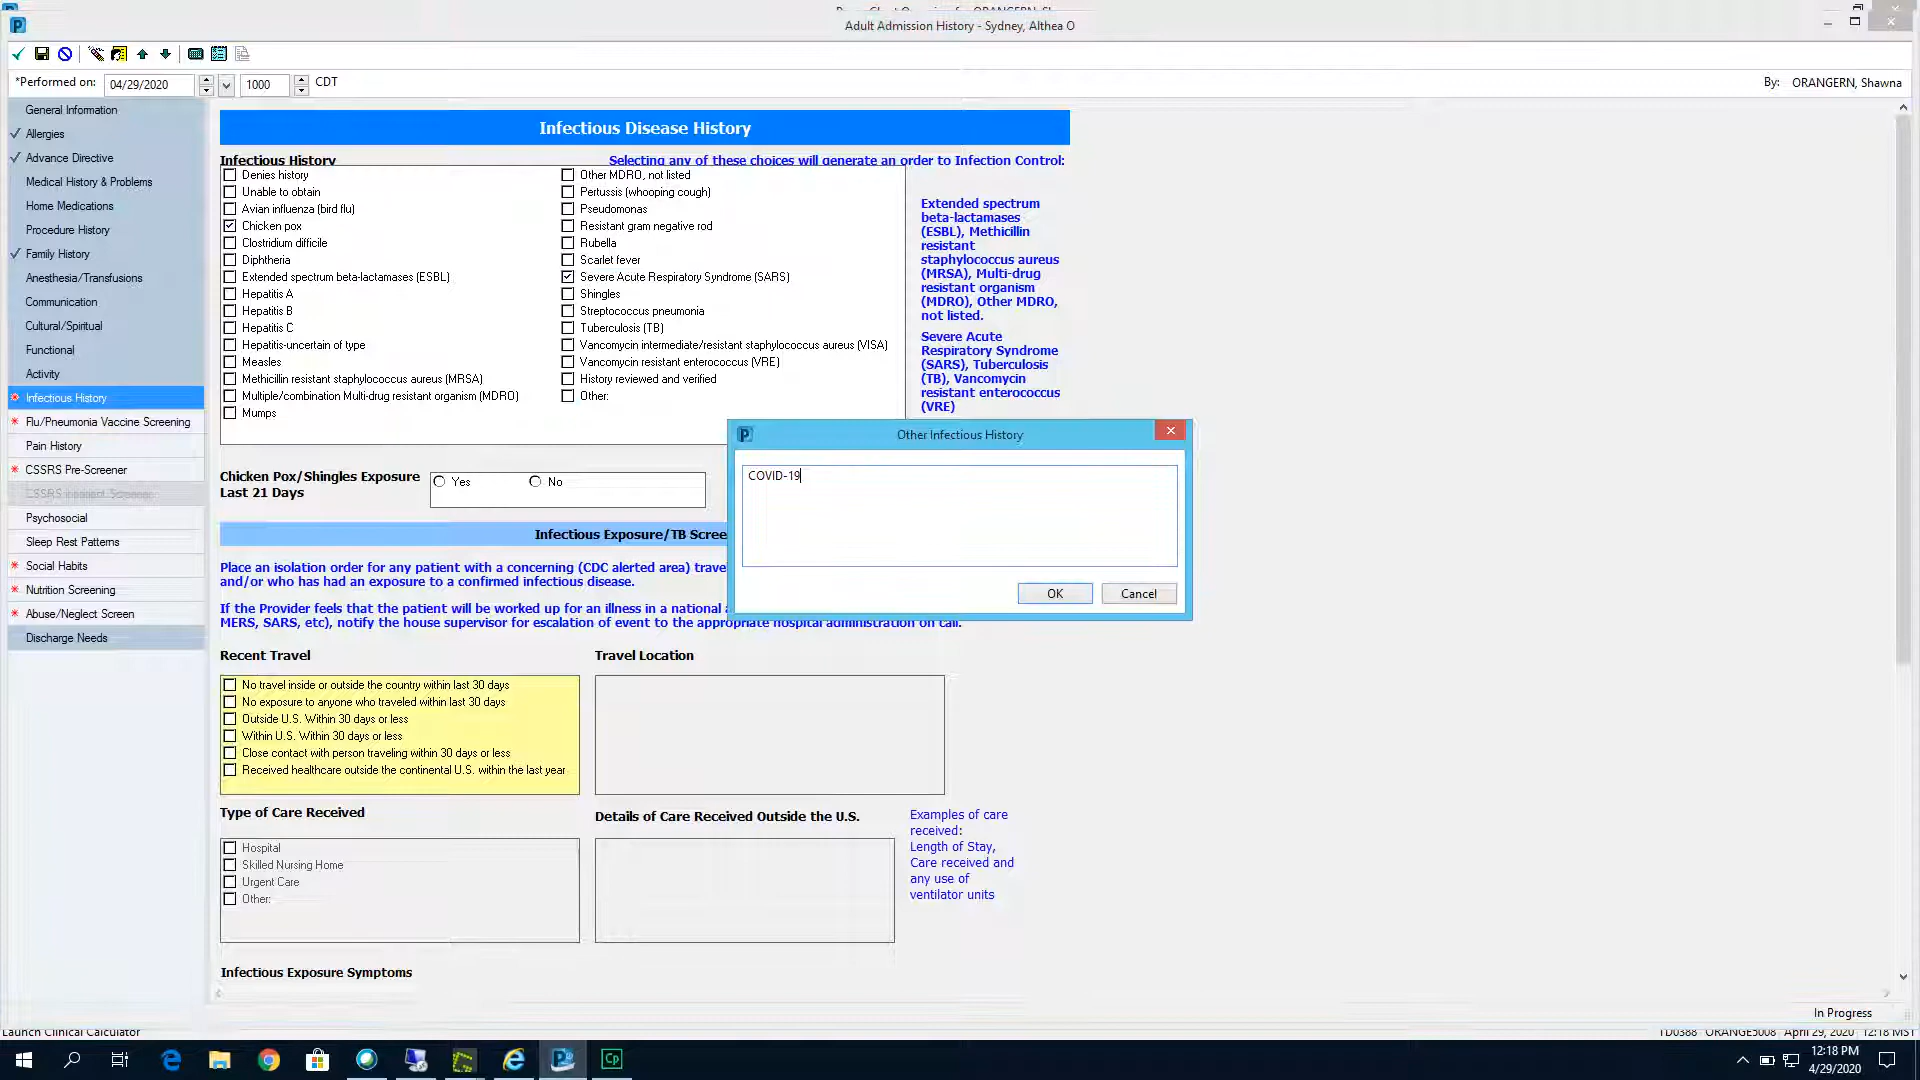 Adult Admission History - Sydney, Althea O
*Performed on: 04/29/2020 1000 CDT By: ORANGERN, Shawna
General Information
Allergies
Advance Directive
Medical History & Problems
Home Medications
Procedure History
Family History
Anesthesia/Transfusions
Communication
Cultural/Spiritual
Functional
Activity
Infectious History
Flu/Pneumonia Vaccine Screening
Pain History
CSSRS Pre-Screener
CSSRS Inpatient Screener
Psychosocial
Sleep Rest Patterns
Social Habits
Nutrition Screening
Abuse/Neglect Screen
Discharge Needs
Infectious Disease History
Infectious History
Selecting any of these choices will generate an order to Infection Control:
Denies history
Unable to obtain
Avian influenza (bird flu)
Chicken pox
Clostridium difficile
Diphtheria
Extended spectrum beta-lactamases (ESBL)
Hepatitis A
Hepatitis B
Hepatitis C
Hepatitis-uncertain of type
Measles
Methicillin resistant staphylococcus aureus (MRSA)
Multiple/combination Multi-drug resistant organism (MDRO)
Mumps
Other MDRO, not listed
Pertussis (whooping cough)
Pseudomonas
Resistant gram negative rod
Rubella
Scarlet fever
Severe Acute Respiratory Syndrome (SARS)
Shingles
Streptococcus pneumonia
Tuberculosis (TB)
Vancomycin intermediate/resistant staphylococcus aureus (VISA)
Vancomycin resistant enterococcus (VRE)
History reviewed and verified
Other:
Extended spectrum
beta-lactamases
(ESBL), Methicillin
resistant
staphylococcus aureus
(MRSA), Multi-drug
resistant organism
(MDRO), Other MDRO,
not listed.
Severe Acute
Respiratory Syndrome
(SARS), Tuberculosis
(TB), Vancomycin
resistant enterococcus
(VRE)
Other Infectious History
COVID-19
OK Cancel
Chicken Pox/Shingles Exposure
Last 21 Days
Yes No
Infectious Exposure/TB Scree
Place an isolation order for any patient with a concerning (CDC alerted area) trave
and/or who has had an exposure to a confirmed infectious disease.
If the Provider feels that the patient will be worked up for an illness in a national a
MERS, SARS, etc), notify the house supervisor for escalation of event to the appropriate hospital administration on call.
Recent Travel
No travel inside or outside the country within last 30 days
No exposure to anyone who traveled within last 30 days
Outside U.S. Within 30 days or less
Within U.S. Within 30 days or less
Close contact with person traveling within 30 days or less
Received healthcare outside the continental U.S. within the last year
Travel Location
Type of Care Received
Hospital
Skilled Nursing Home
Urgent Care
Other:
Details of Care Received Outside the U.S.
Examples of care
received:
Length of Stay,
Care received and
any use of
ventilator units
Infectious Exposure Symptoms
In Progress
Launch Clinical Calculator
TD0388 ORANGE5008 April 29, 2020 12:18 MST
12:18 PM
4/29/2020